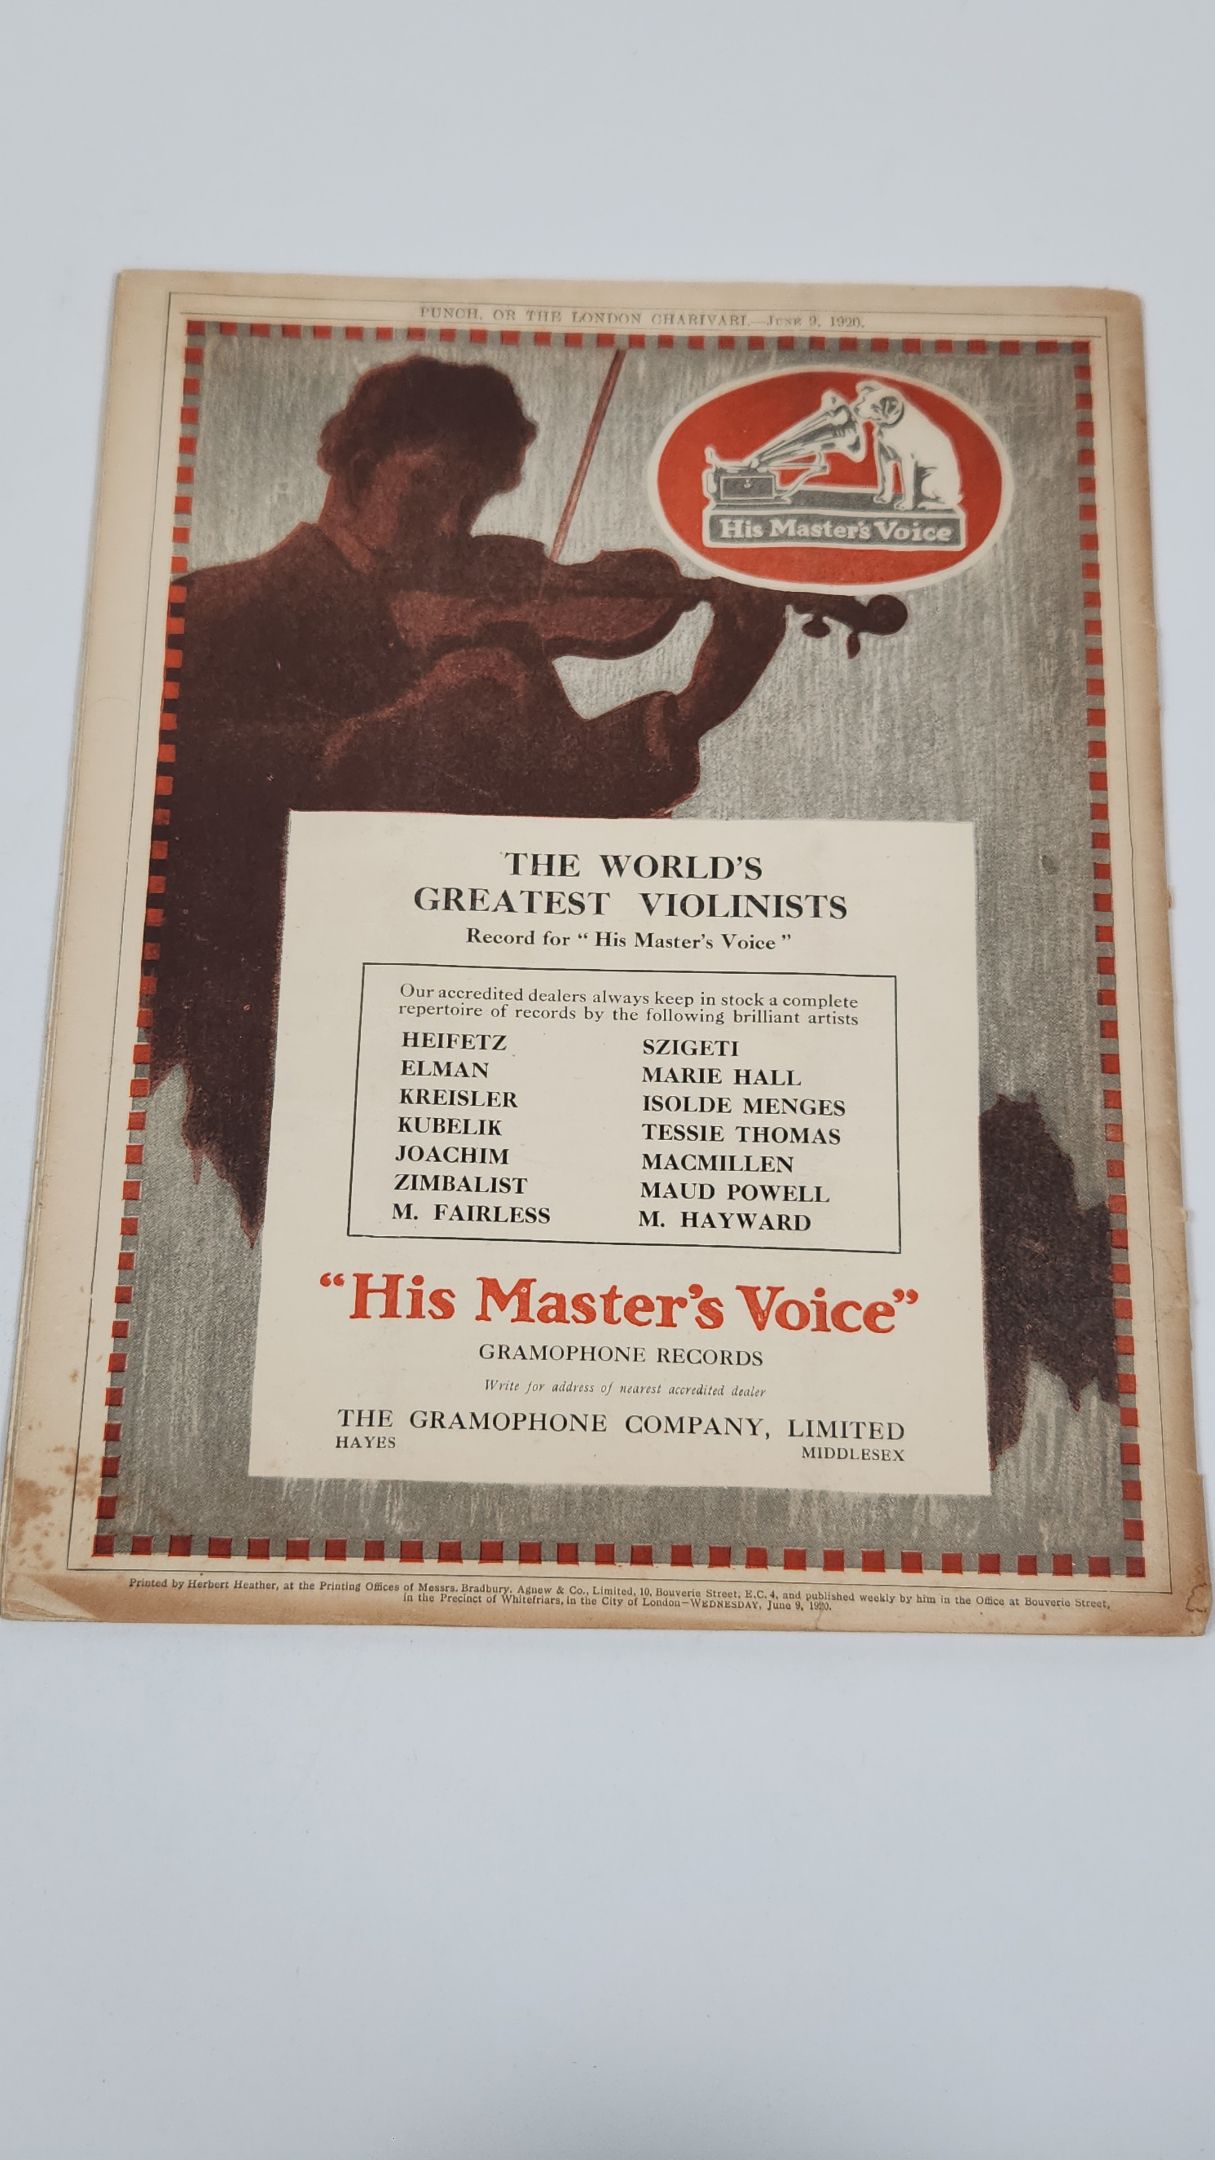 PUNCH, OR THE LONDON CHARIVARI.—JUNE 9, 1920.
His Master's Voice
THE WORLD'S
GREATEST VIOLINISTS
Record for “ His Master's Voice ”
Our accredited dealers always keep in stock a complete
repertoire of records by the following brilliant artists
HEIFETZ
ELMAN
KREISLER
KUBELIK
JOACHIM
ZIMBALIST
M. FAIRLESS
SZIGETI
MARIE HALL
ISOLDE MENGES
TESSIE THOMAS
MACMILLEN
MAUD POWELL
M. HAYWARD
“His Master's Voice”
GRAMOPHONE RECORDS
Write for address of nearest accredited dealer
THE GRAMOPHONE COMPANY, LIMITED
HAYES MIDDLESEX
Printed by Herbert Heather, at the Printing Offices of Messrs. Bradbury, Agnew & Co., Limited, 10, Bouverie Street, E.C. 4, and published weekly by him in the Office at Bouverie Street,
in the Precinct of Whitefriars, in the City of London—WEDNESDAY, June 9, 1920.